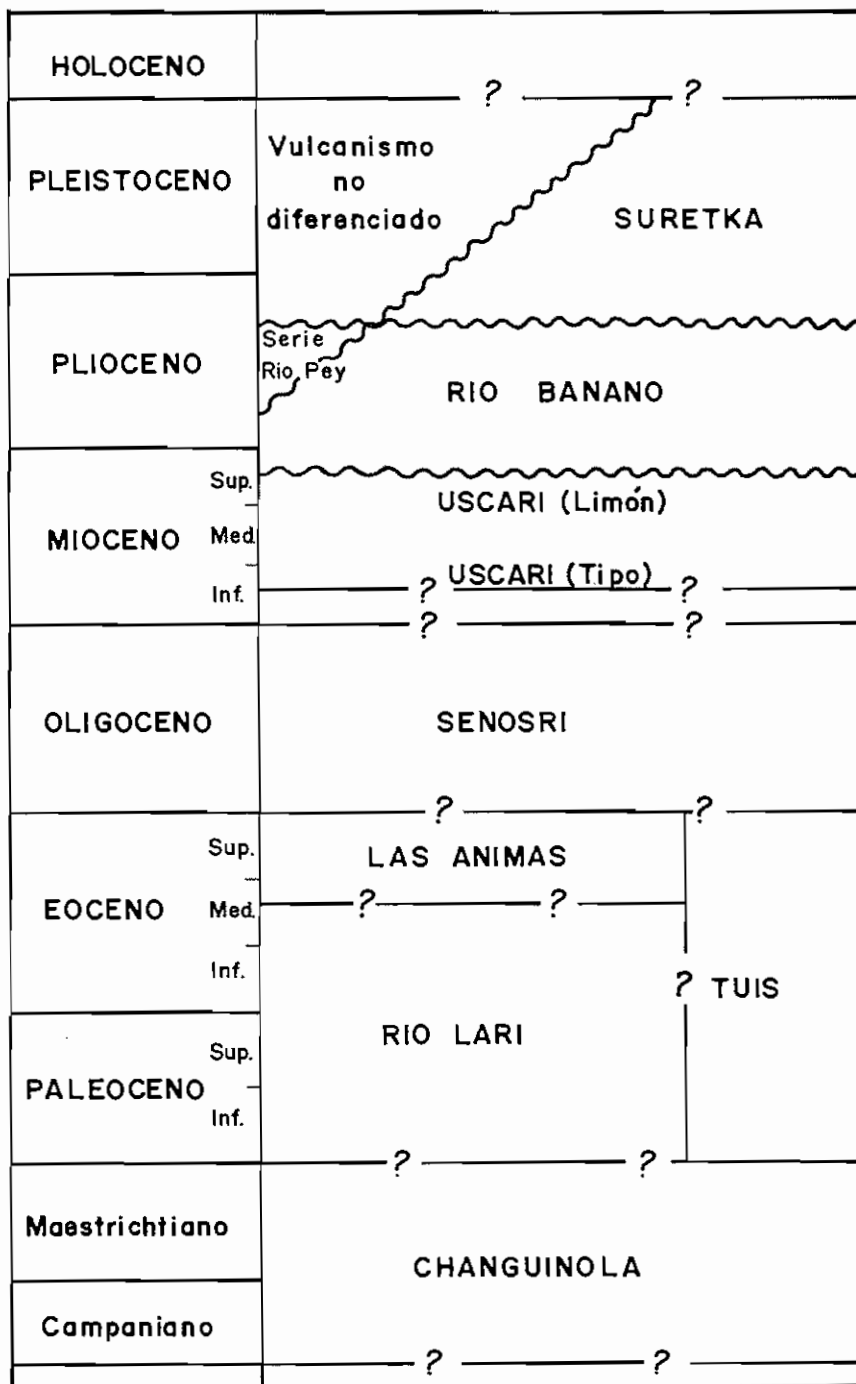 HOLOCENO
? ?
PLEISTOCENO
Vulcanismo
no
diferenciado
SURETKA
PLIOCENO
Serie
Rio Pey
RIO BANANO
MIOCENO
Sup.
Med.
Inf.
USCARI (Limón)
USCARI (Tipo)
? ?
? ?
OLIGOCENO
SENOSRI
? ?
EOCENO
Sup.
Med.
Inf.
LAS ANIMAS
? ?
? TUIS
RIO LARI
PALEOCENO
Sup.
Inf.
? ?
Maestrichtiano
CHANGUINOLA
Campaniano
? ?